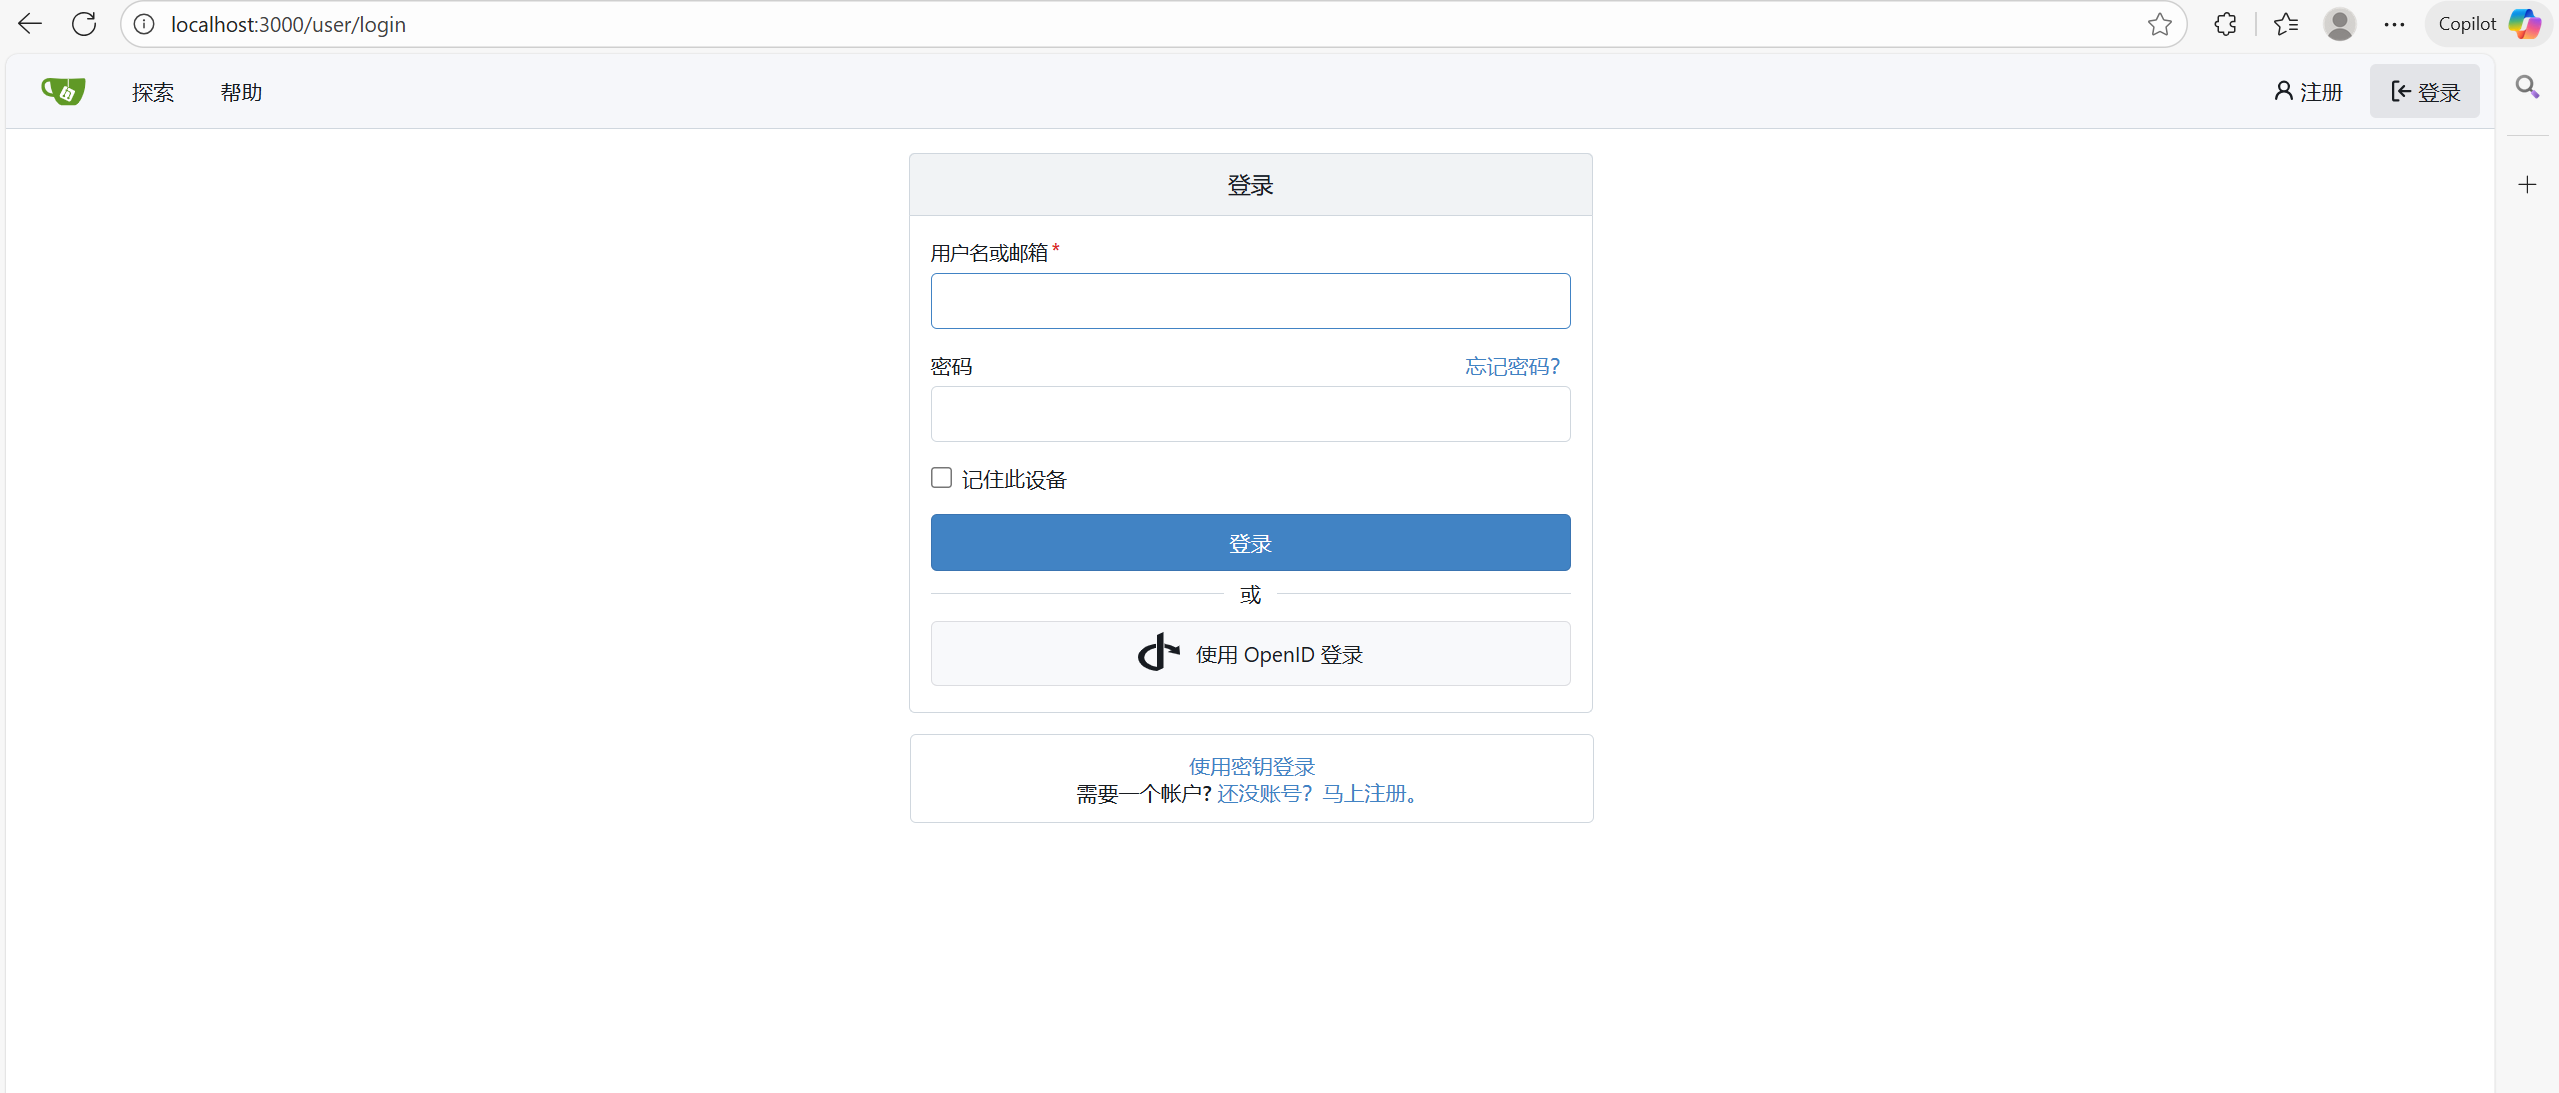 localhost:3000/user/login
Copilot
探索 帮助 注册 登录
登录
用户名或邮箱*
密码 忘记密码?
记住此设备
登录
或
使用 OpenID 登录
使用密钥登录
需要一个帐户? 还没账号？马上注册。